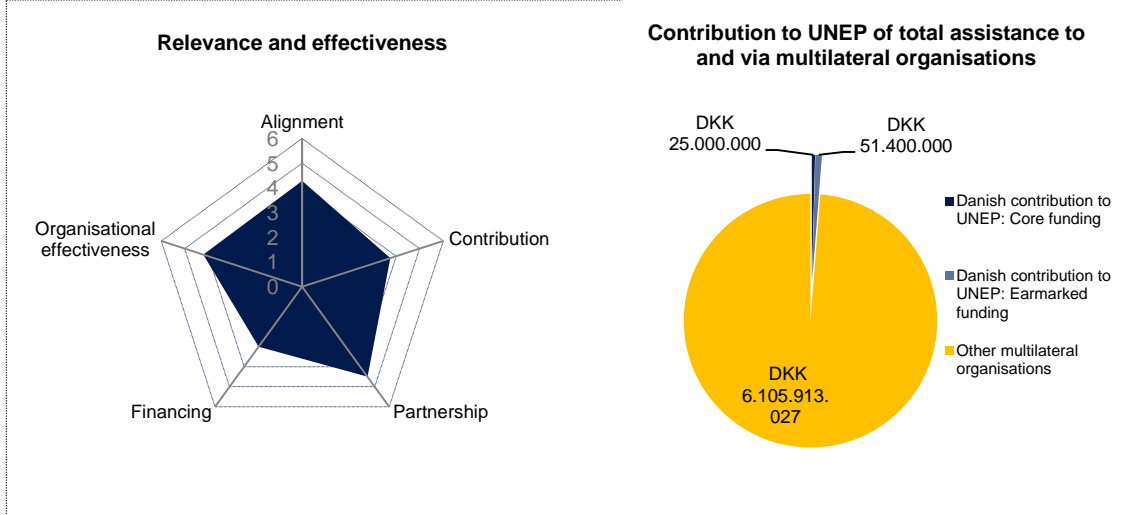 Relevance and effectiveness
Alignment
6
5
4
3
2
1
0
Contribution
Partnership
Financing
Organisational
effectiveness
Contribution to UNEP of total assistance to
and via multilateral organisations
DKK
25.000.000
DKK
51.400.000
DKK
6.105.913.
027
Danish contribution to
UNEP: Core funding
Danish contribution to
UNEP: Earmarked
funding
Other multilateral
organisations